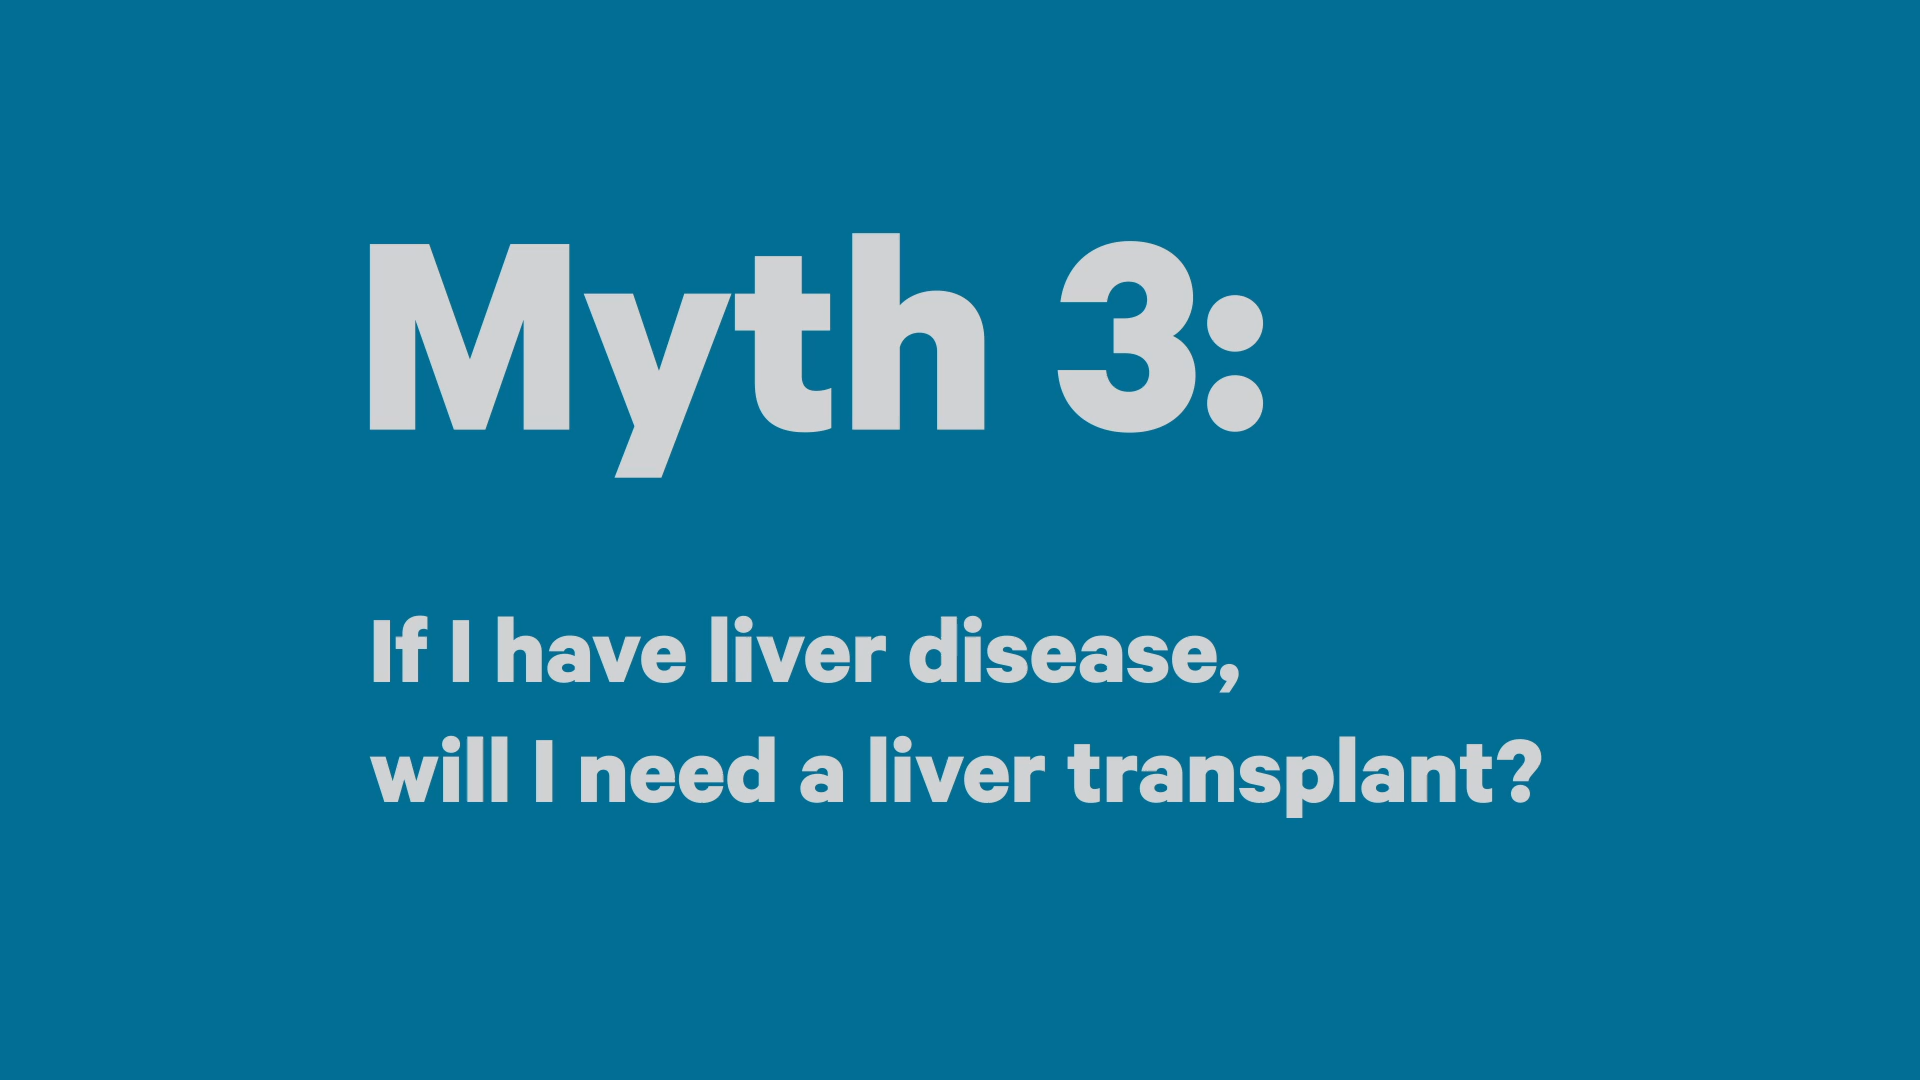 Myth 3:
If I have liver disease,
will I need a liver transplant?